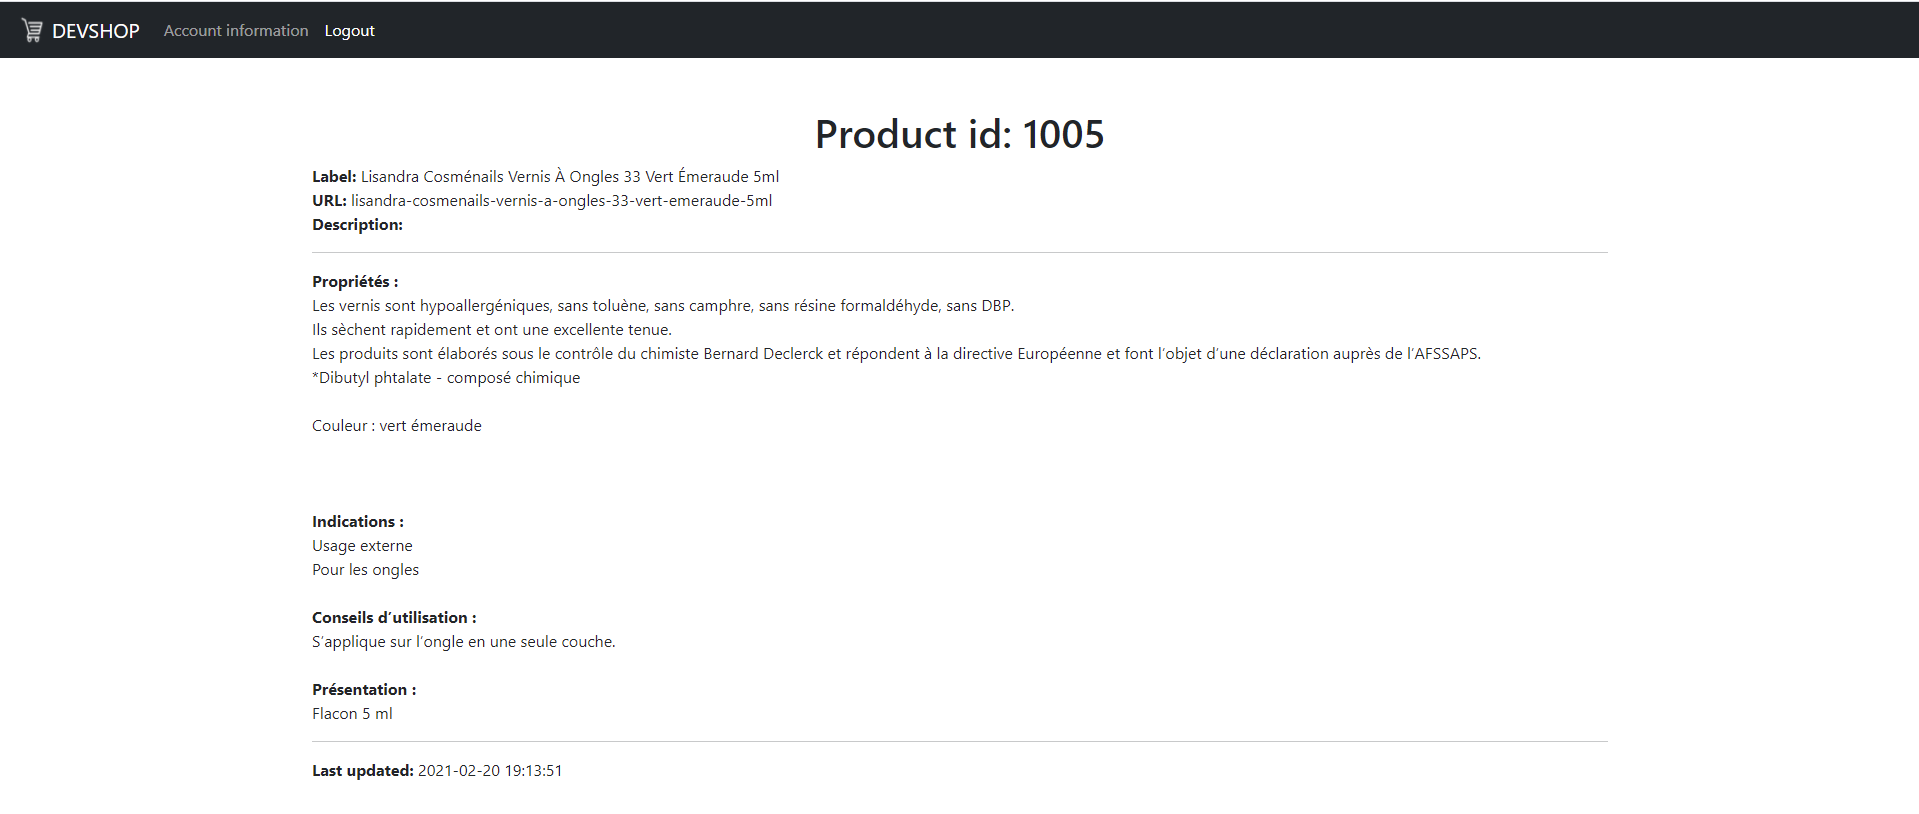 DEVSHOP Account information Logout
Product id: 1005
Label: Lisandra Cosménails Vernis À Ongles 33 Vert Émeraude 5ml
URL: lisandra-cosmenails-vernis-a-ongles-33-vert-emeraude-5ml
Description:
Propriétés :
Les vernis sont hypoallergéniques, sans toluène, sans camphre, sans résine formaldéhyde, sans DBP.
Ils sèchent rapidement et ont une excellente tenue.
Les produits sont élaborés sous le contrôle du chimiste Bernard Declerck et répondent à la directive Européenne et font l’objet d’une déclaration auprès de l’AFSSAPS.
*Dibutyl phtalate - composé chimique
Couleur : vert émeraude
Indications :
Usage externe
Pour les ongles
Conseils d’utilisation :
S’applique sur l’ongle en une seule couche.
Présentation :
Flacon 5 ml
Last updated: 2021-02-20 19:13:51